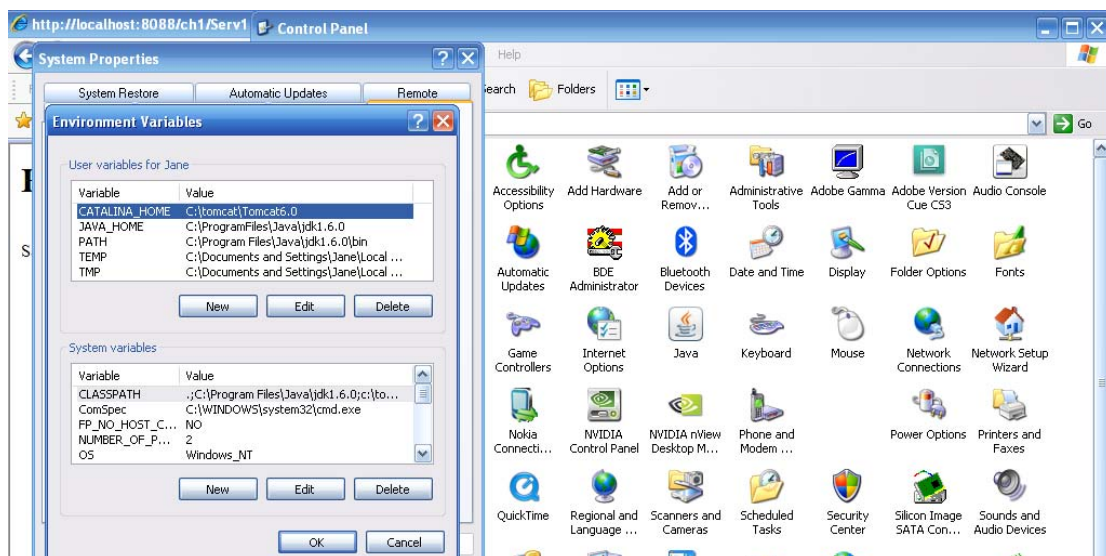 http://localhost:8088/ch1/Serv1
Control Panel
System Properties
Help
System Restore
Automatic Updates
Remote
Search
Folders
Environment Variables
Go
User variables for Jane
Variable Value
CATALINA_HOME C:\tomcat\Tomcat6.0
JAVA_HOME C:\ProgramFiles\Java\jdk1.6.0
PATH C:\Program Files\Java\jdk1.6.0\bin
TEMP C:\Documents and Settings\Jane\Local ...
TMP C:\Documents and Settings\Jane\Local ...
New Edit Delete
System variables
Variable Value
CLASSPATH .;C:\Program Files\Java\jdk1.6.0;c:\to...
ComSpec C:\WINDOWS\system32\cmd.exe
FP_NO_HOST_C... NO
NUMBER_OF_P... 2
OS Windows_NT
New Edit Delete
OK Cancel
Accessibility Options
Add Hardware
Add or Remov...
Administrative Tools
Adobe Gamma
Adobe Version Cue CS3
Audio Console
Automatic Updates
BDE Administrator
Bluetooth Devices
Date and Time
Display
Folder Options
Fonts
Game Controllers
Internet Options
Java
Keyboard
Mouse
Network Connections
Network Setup Wizard
Nokia Connecti...
NVIDIA Control Panel
NVIDIA nView Desktop M...
Phone and Modem ...
Power Options
Printers and Faxes
QuickTime
Regional and Language ...
Scanners and Cameras
Scheduled Tasks
Security Center
Silicon Image SATA Con...
Sounds and Audio Devices